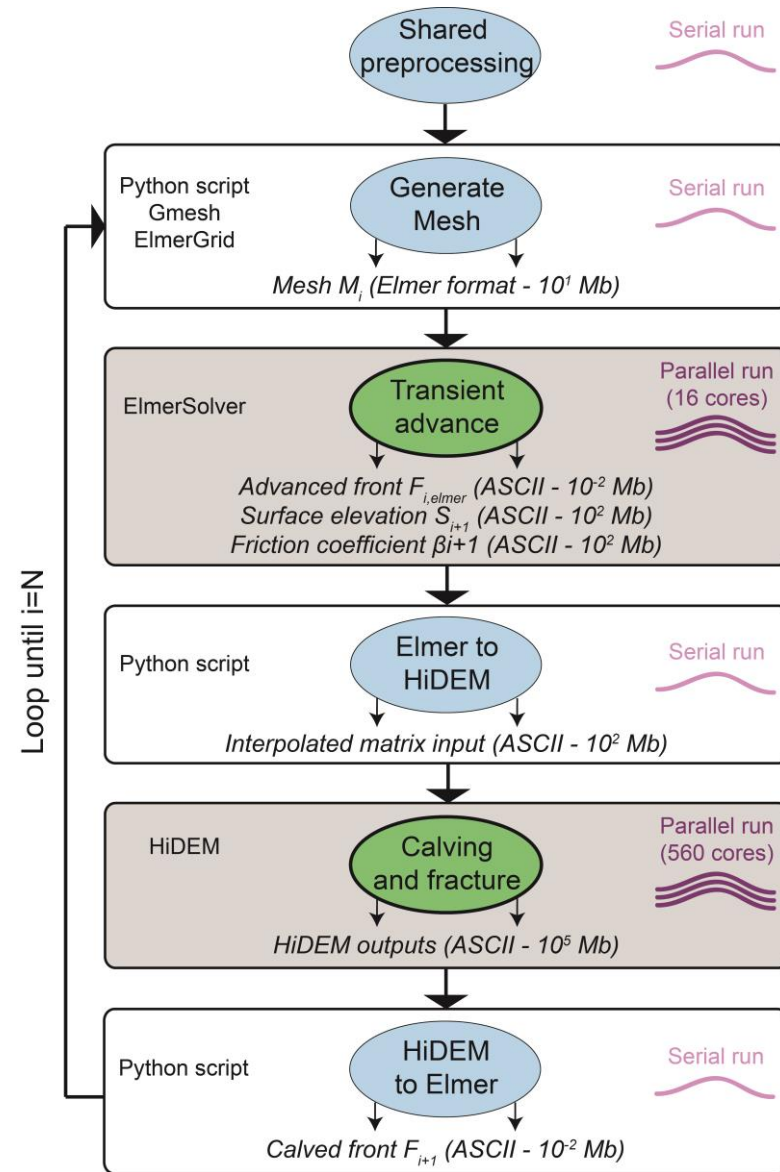 Shared
preprocessing
Serial run
Python script
Gmesh
ElmerGrid
Generate
Mesh
Serial run
Mesh Mᵢ (Elmer format - 10¹ Mb)
ElmerSolver
Transient
advance
Parallel run
(16 cores)
Advanced front F_{i,elmer} (ASCII - 10⁻² Mb)
Surface elevation S_{i+1} (ASCII - 10² Mb)
Friction coefficient βi+1 (ASCII - 10² Mb)
Loop until i=N
Python script
Elmer to
HiDEM
Serial run
Interpolated matrix input (ASCII - 10² Mb)
HiDEM
Calving
and fracture
Parallel run
(560 cores)
HiDEM outputs (ASCII - 10⁵ Mb)
Python script
HiDEM
to Elmer
Serial run
Calved front F_{i+1} (ASCII - 10⁻² Mb)